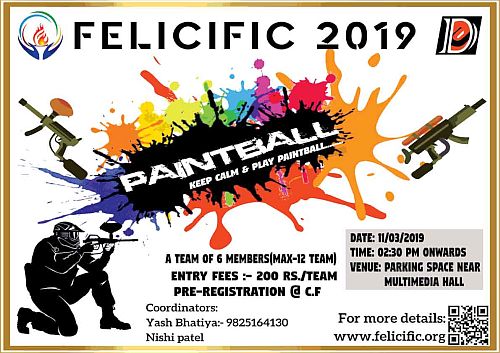 FELICIFIC 2019
PAINTBALL
KEEP CALM & PLAY PAINTBALL
A TEAM OF 6 MEMBERS(MAX-12 TEAM)
ENTRY FEES :- 200 RS./TEAM
PRE-REGISTRATION @ C.F
DATE: 11/03/2019
TIME: 02:30 PM ONWARDS
VENUE: PARKING SPACE NEAR
MULTIMEDIA HALL
Coordinators:
Yash Bhatiya:- 9825164130
Nishi patel
For more details:
www.felicific.org